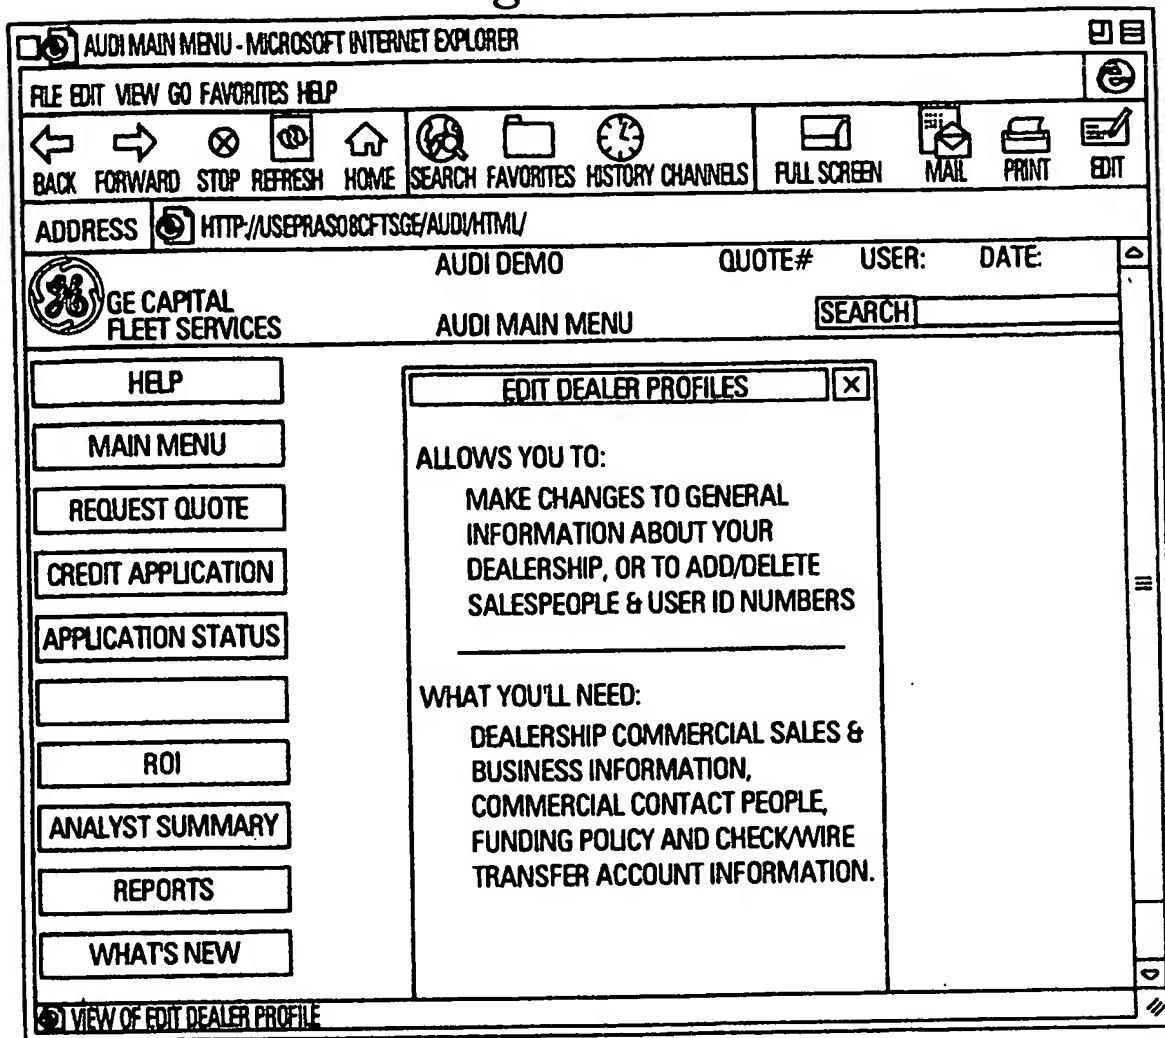 AUDI MAIN MENU - MICROSOFT INTERNET EXPLORER
FILE EDIT VIEW GO FAVORITES HELP
BACK FORWARD STOP REFRESH HOME SEARCH FAVORITES HISTORY CHANNELS FULL SCREEN MAIL PRINT EDIT
ADDRESS HTTP://USEPRAS08CFTSGE/AUDI/HTML/
AUDI DEMO QUOTE# USER: DATE:
GE CAPITAL
FLEET SERVICES
AUDI MAIN MENU SEARCH
HELP
MAIN MENU
REQUEST QUOTE
CREDIT APPLICATION
APPLICATION STATUS
ROI
ANALYST SUMMARY
REPORTS
WHAT'S NEW
EDIT DEALER PROFILES X
ALLOWS YOU TO:
MAKE CHANGES TO GENERAL
INFORMATION ABOUT YOUR
DEALERSHIP, OR TO ADD/DELETE
SALESPEOPLE & USER ID NUMBERS
WHAT YOU'LL NEED:
DEALERSHIP COMMERCIAL SALES &
BUSINESS INFORMATION,
COMMERCIAL CONTACT PEOPLE,
FUNDING POLICY AND CHECK/WIRE
TRANSFER ACCOUNT INFORMATION.
VIEW OF EDIT DEALER PROFILE